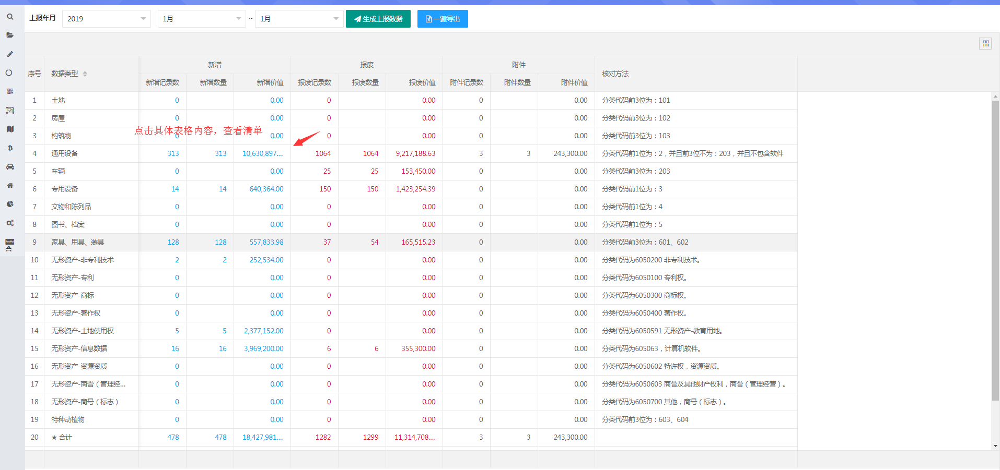 上报年月 2019 1月 ~ 1月 生成上报数据 一键导出
序号 数据类型 新增 报废 附件 核对方法
新增记录数 新增数量 新增价值 报废记录数 报废数量 报废价值 附件记录数 附件数量 附件价值
1 土地 0 0.00 0 0.00 0 0.00 分类代码前3位为：101
2 房屋 0 0.00 0 0.00 0 0.00 分类代码前3位为：102
点击具体表格内容，查看清单
3 构筑物 0 0.00 0 0.00 0 0.00 分类代码前3位为：103
4 通用设备 313 313 10,630,897.... 1064 1064 9,217,188.63 3 3 243,300.00 分类代码前1位为：2，并且前3位不为：203，并且不包含软件
5 车辆 0 0.00 25 25 153,450.00 0 0.00 分类代码前3位为：203
6 专用设备 14 14 640,364.00 150 150 1,423,254.39 0 0.00 分类代码前1位为：3
7 文物和陈列品 0 0.00 0 0.00 0 0.00 分类代码前1位为：4
8 图书、档案 0 0.00 0 0.00 0 0.00 分类代码前1位为：5
9 家具、用具、装具 128 128 557,833.98 37 54 165,515.23 0 0.00 分类代码前3位为：601、602
10 无形资产-非专利技术 2 2 252,534.00 0 0.00 0 0.00 分类代码为6050200 非专利技术。
11 无形资产-专利 0 0.00 0 0.00 0 0.00 分类代码为6050100 专利权。
12 无形资产-商标 0 0.00 0 0.00 0 0.00 分类代码为6050300 商标权。
13 无形资产-著作权 0 0.00 0 0.00 0 0.00 分类代码为6050400 著作权。
14 无形资产-土地使用权 5 5 2,377,152.00 0 0.00 0 0.00 分类代码为6050591 无形资产-教育用地。
15 无形资产-信息数据 16 16 3,969,200.00 6 6 355,300.00 0 0.00 分类代码为605063，计算机软件。
16 无形资产-资源资质 0 0.00 0 0.00 0 0.00 分类代码为6050602 特许权，资源资质。
17 无形资产-商誉（管理经... 0 0.00 0 0.00 0 0.00 分类代码为6050603 商誉及其他财产权利，商誉（管理经营）。
18 无形资产-商号（标志） 0 0.00 0 0.00 0 0.00 分类代码为6050700 其他，商号（标志）。
19 特种动植物 0 0.00 0 0.00 0 0.00 分类代码前3位为：603、604
20 ★ 合计 478 478 18,427,981.... 1282 1299 11,314,708.... 3 3 243,300.00